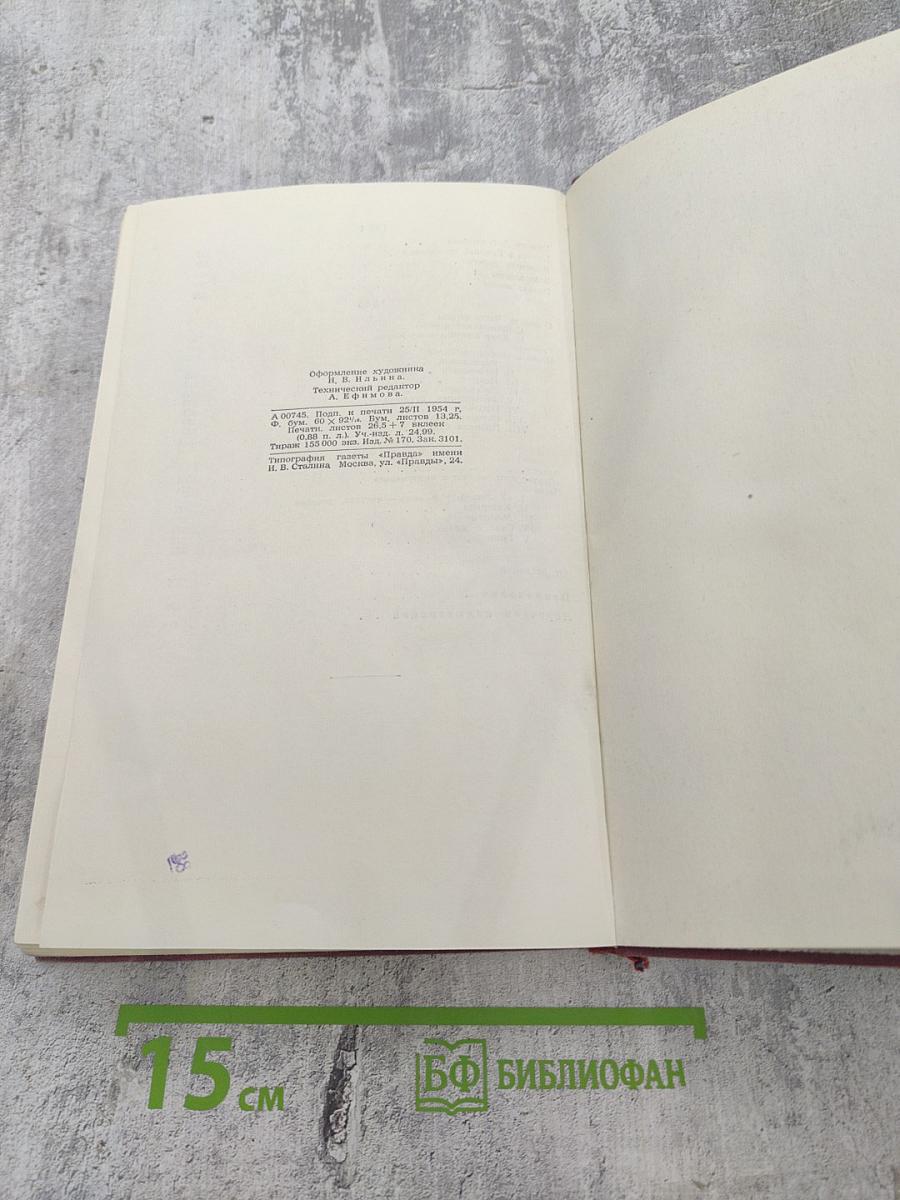 Оформление художника
Н. В. Ильина.
Технический редактор
А. Ефимова.
А 00745. Подп. к печати 25/II 1954 г.
Ф. бум. 60 × 92¹/₁₆. Бум. листов 13,25.
Печатн. листов 26,5 + 7 вклеек
(0.88 п. л.). Уч.-изд. л. 24,99.
Тираж 155 000 экз. Изд. № 170. Зак. 3101.
Типография газеты «Правда» имени
И. В. Сталина. Москва, ул. «Правды», 24.
15 см
БФ БИБЛИОФАН